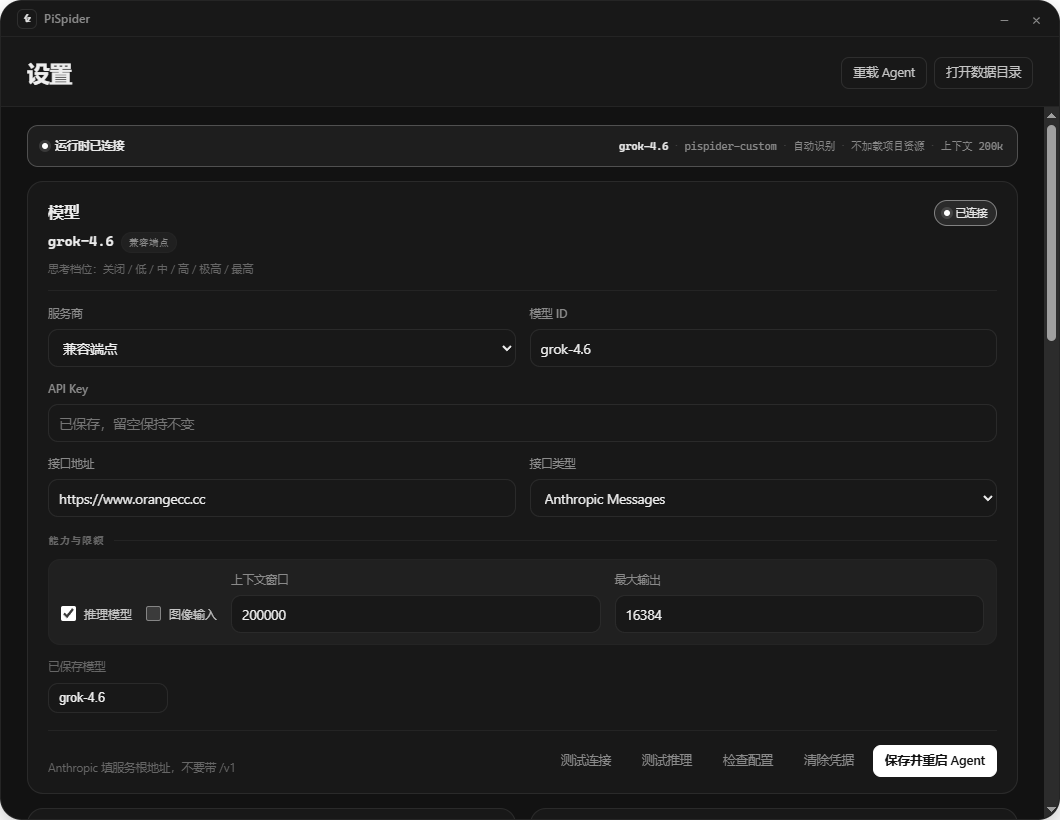 PiSpider
设置
重载 Agent
打开数据目录
运行时已连接
grok-4.6 · pispider-custom · 自动识别 · 不加载项目资源 · 上下文 200k
模型
已连接
grok-4.6 兼容端点
思考档位：关闭 / 低 / 中 / 高 / 极高 / 最高
服务商
模型 ID
兼容端点
grok-4.6
API Key
已保存，留空保持不变
接口地址
接口类型
https://www.orangecc.cc
Anthropic Messages
能力与限额
上下文窗口
最大输出
推理模型
图像输入
200000
16384
已保存模型
grok-4.6
Anthropic 填服务根地址，不要带 /v1
测试连接
测试推理
检查配置
清除凭据
保存并重启 Agent